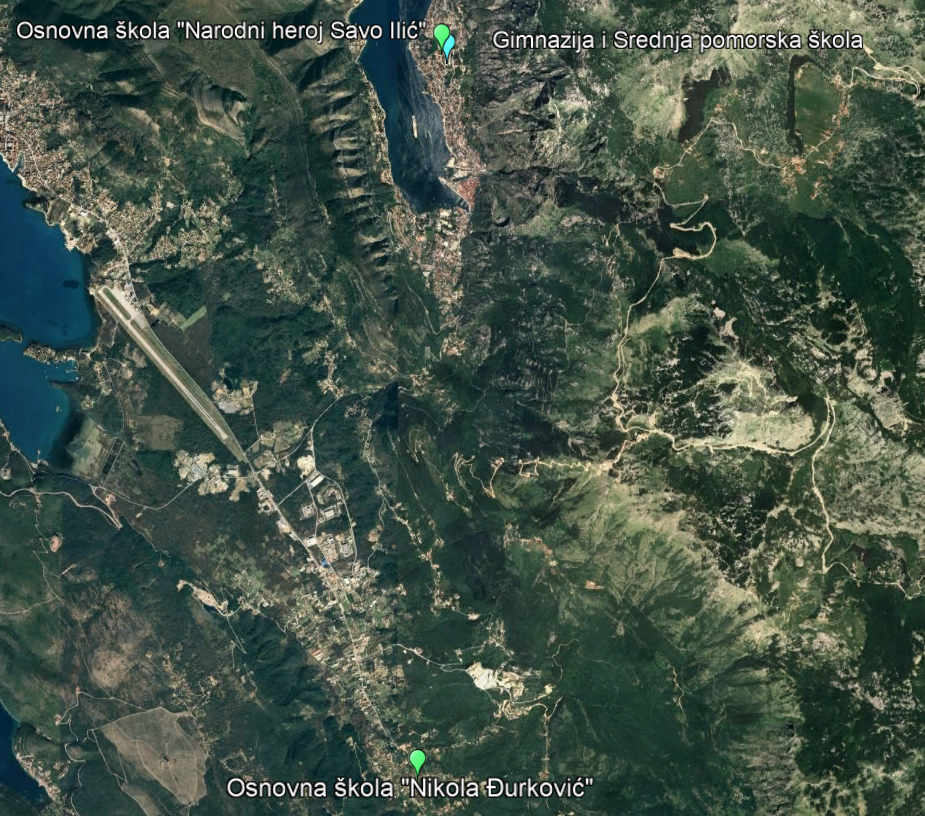 Osnovna škola "Narodni heroj Savo Ilić"
Gimnazija i Srednja pomorska škola
Osnovna škola "Nikola Đurković"